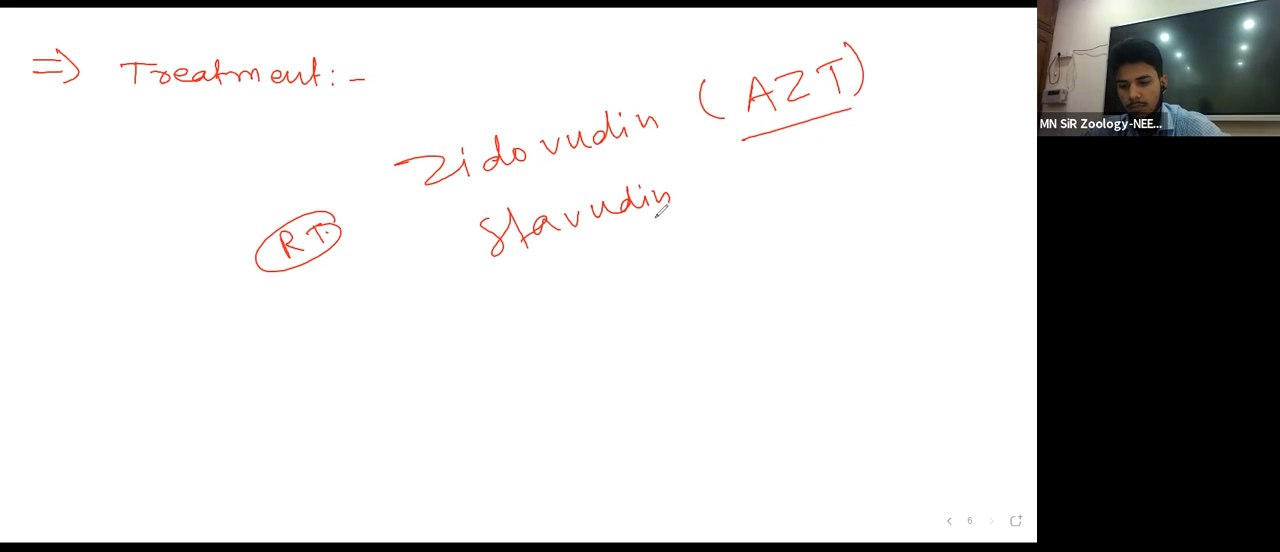 ⇒ Treatment:-
Zidovudin (AZT)
Stavudin
RT.
MN SiR Zoology-NEE...
6